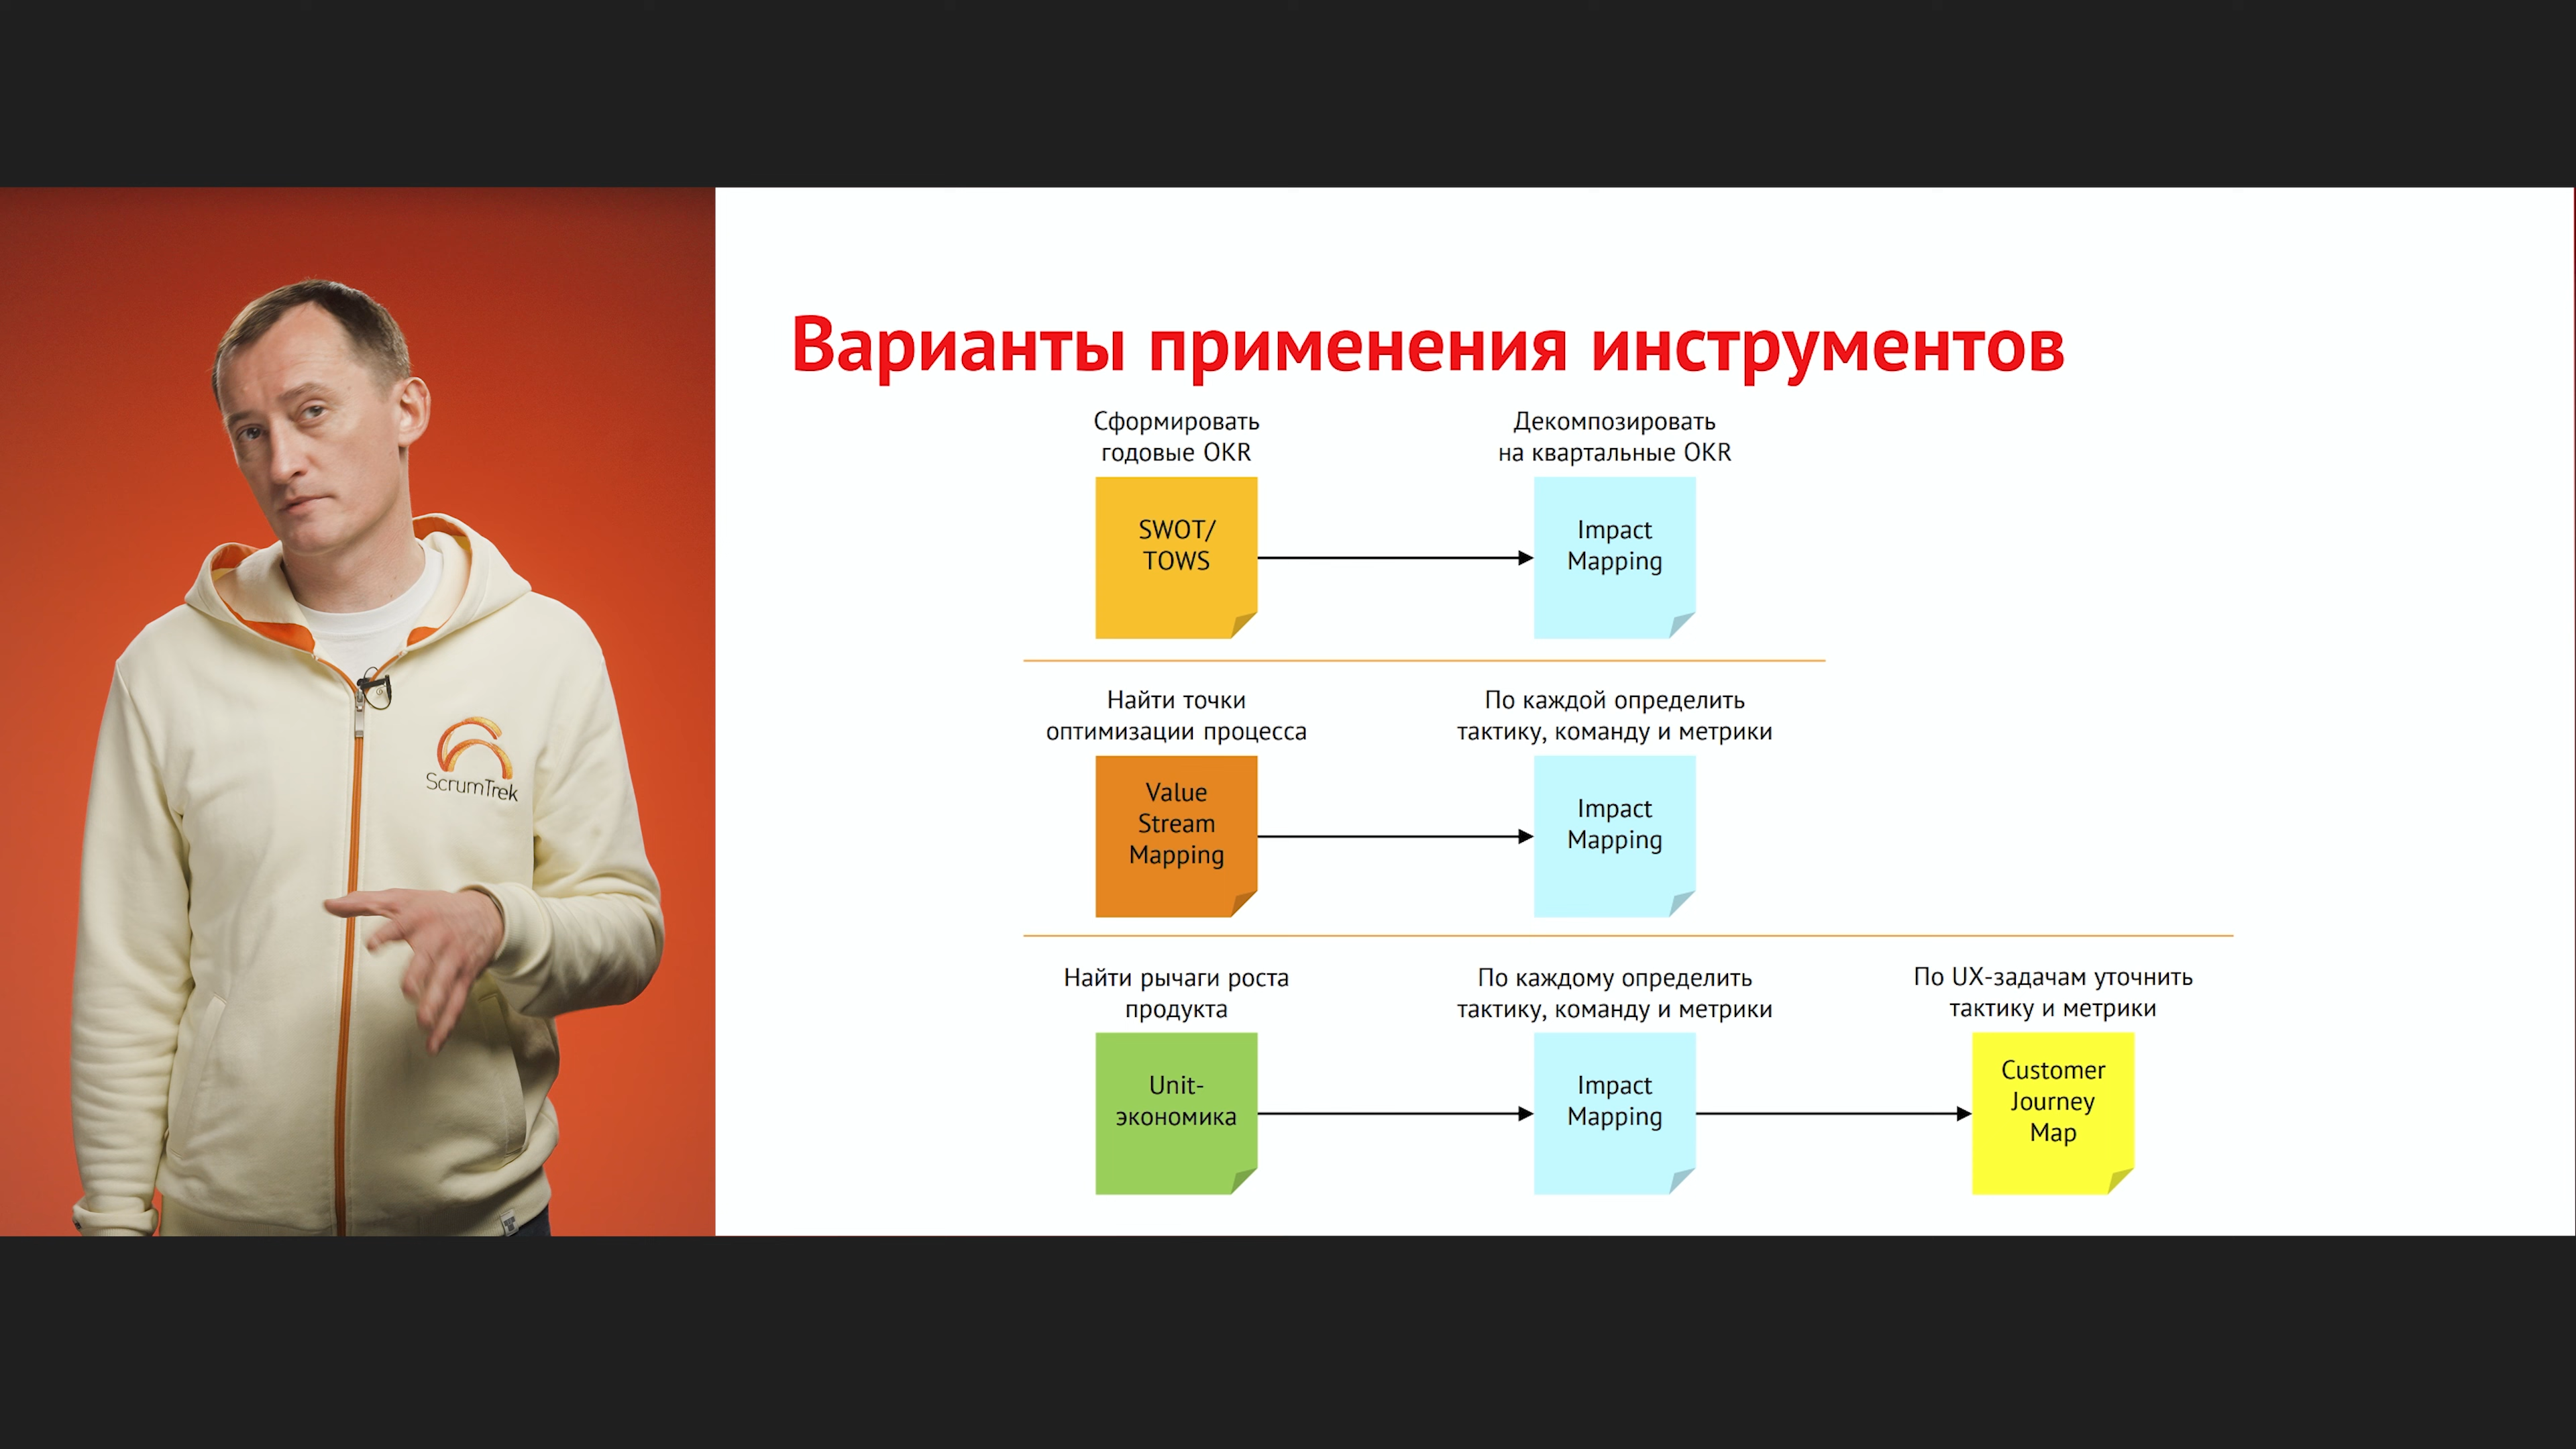 Варианты применения инструментов
Сформировать
годовые OKR
Декомпозировать
на квартальные OKR
SWOT/
TOWS
Impact
Mapping
Найти точки
оптимизации процесса
По каждой определить
тактику, команду и метрики
Value
Stream
Mapping
Impact
Mapping
Найти рычаги роста
продукта
По каждому определить
тактику, команду и метрики
По UX-задачам уточнить
тактику и метрики
Unit-
экономика
Impact
Mapping
Customer
Journey
Map
ScrumTrek